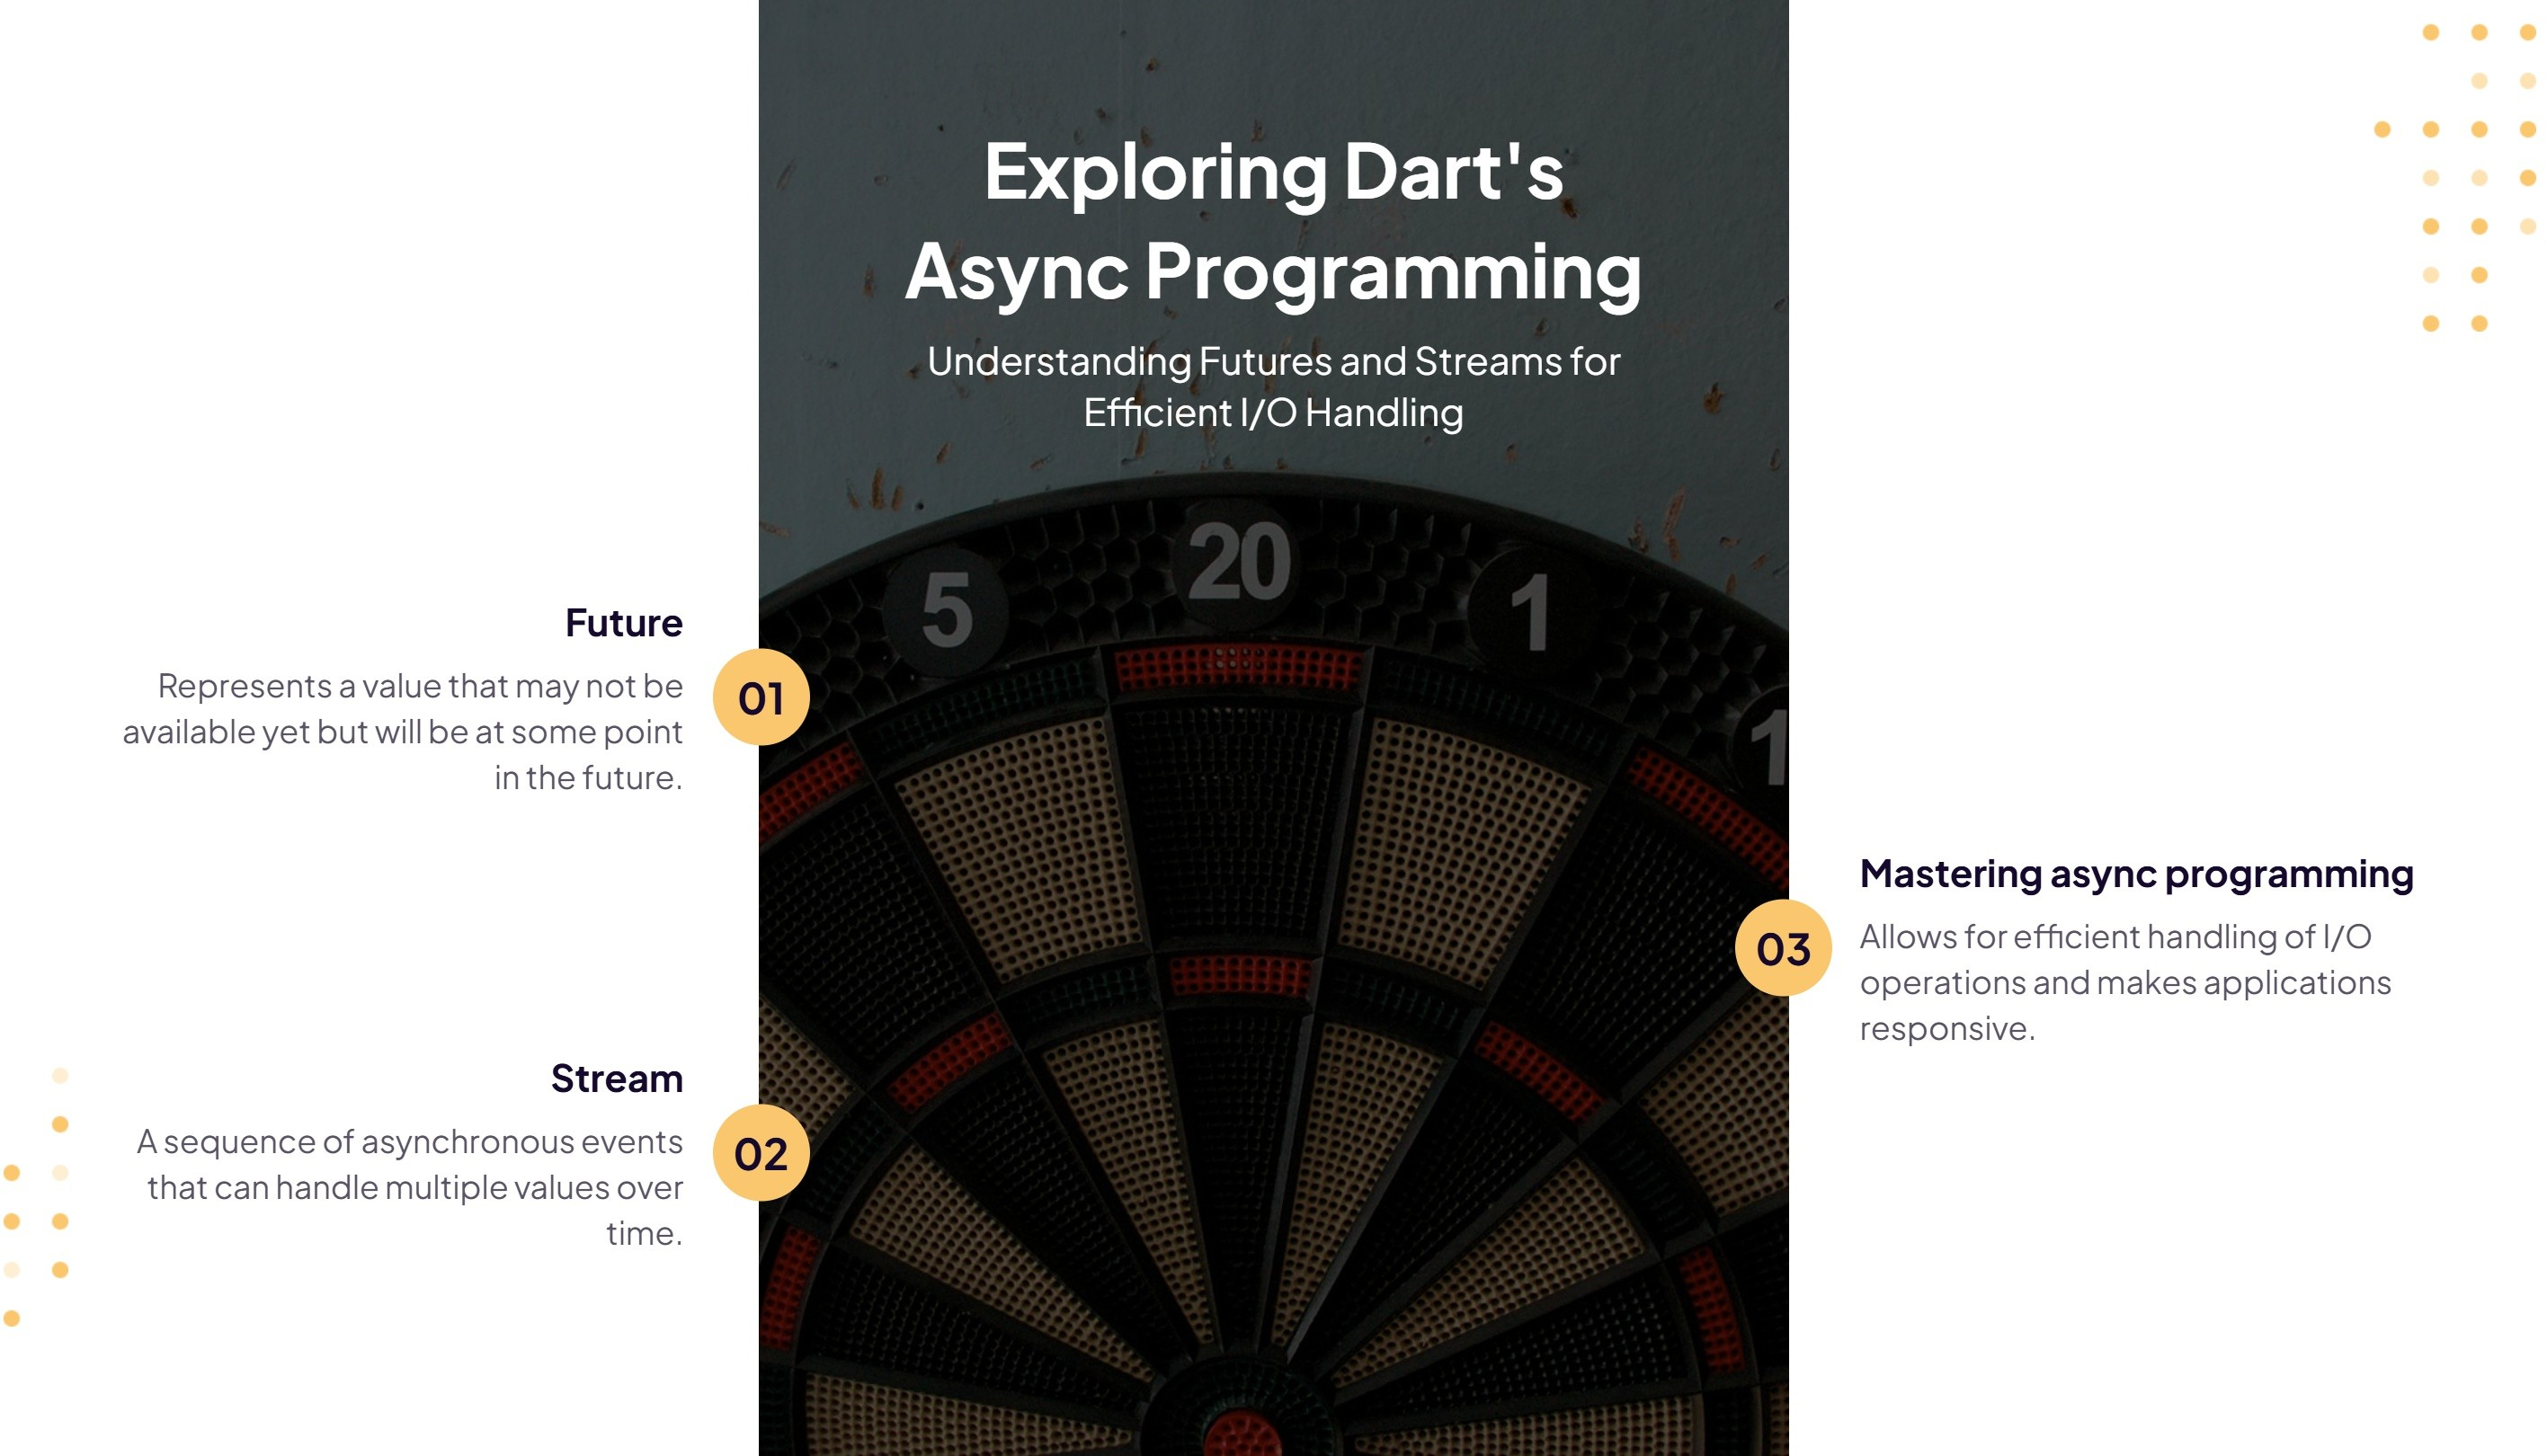 Exploring Dart's
Async Programming
Understanding Futures and Streams for
Efficient I/O Handling
5
20
1
1
Future
01
Represents a value that may not be
available yet but will be at some point
in the future.
Stream
02
A sequence of asynchronous events
that can handle multiple values over
time.
Mastering async programming
03
Allows for efficient handling of I/O
operations and makes applications
responsive.